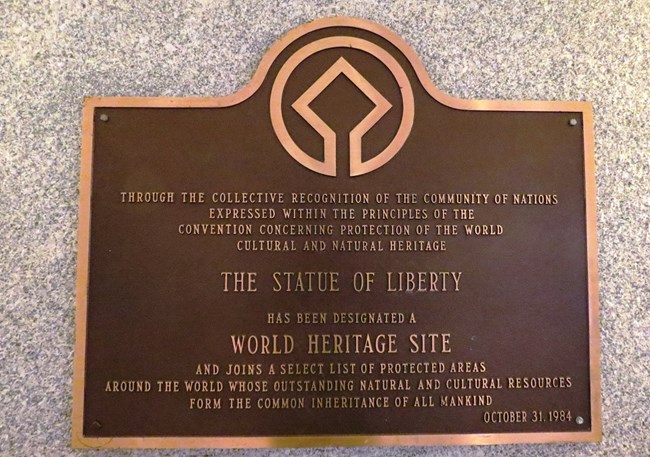 THROUGH THE COLLECTIVE RECOGNITION OF THE COMMUNITY OF NATIONS
EXPRESSED WITHIN THE PRINCIPLES OF THE
CONVENTION CONCERNING PROTECTION OF THE WORLD
CULTURAL AND NATURAL HERITAGE
THE STATUE OF LIBERTY
HAS BEEN DESIGNATED A
WORLD HERITAGE SITE
AND JOINS A SELECT LIST OF PROTECTED AREAS
AROUND THE WORLD WHOSE OUTSTANDING NATURAL AND CULTURAL RESOURCES
FORM THE COMMON INHERITANCE OF ALL MANKIND
OCTOBER 31, 1984